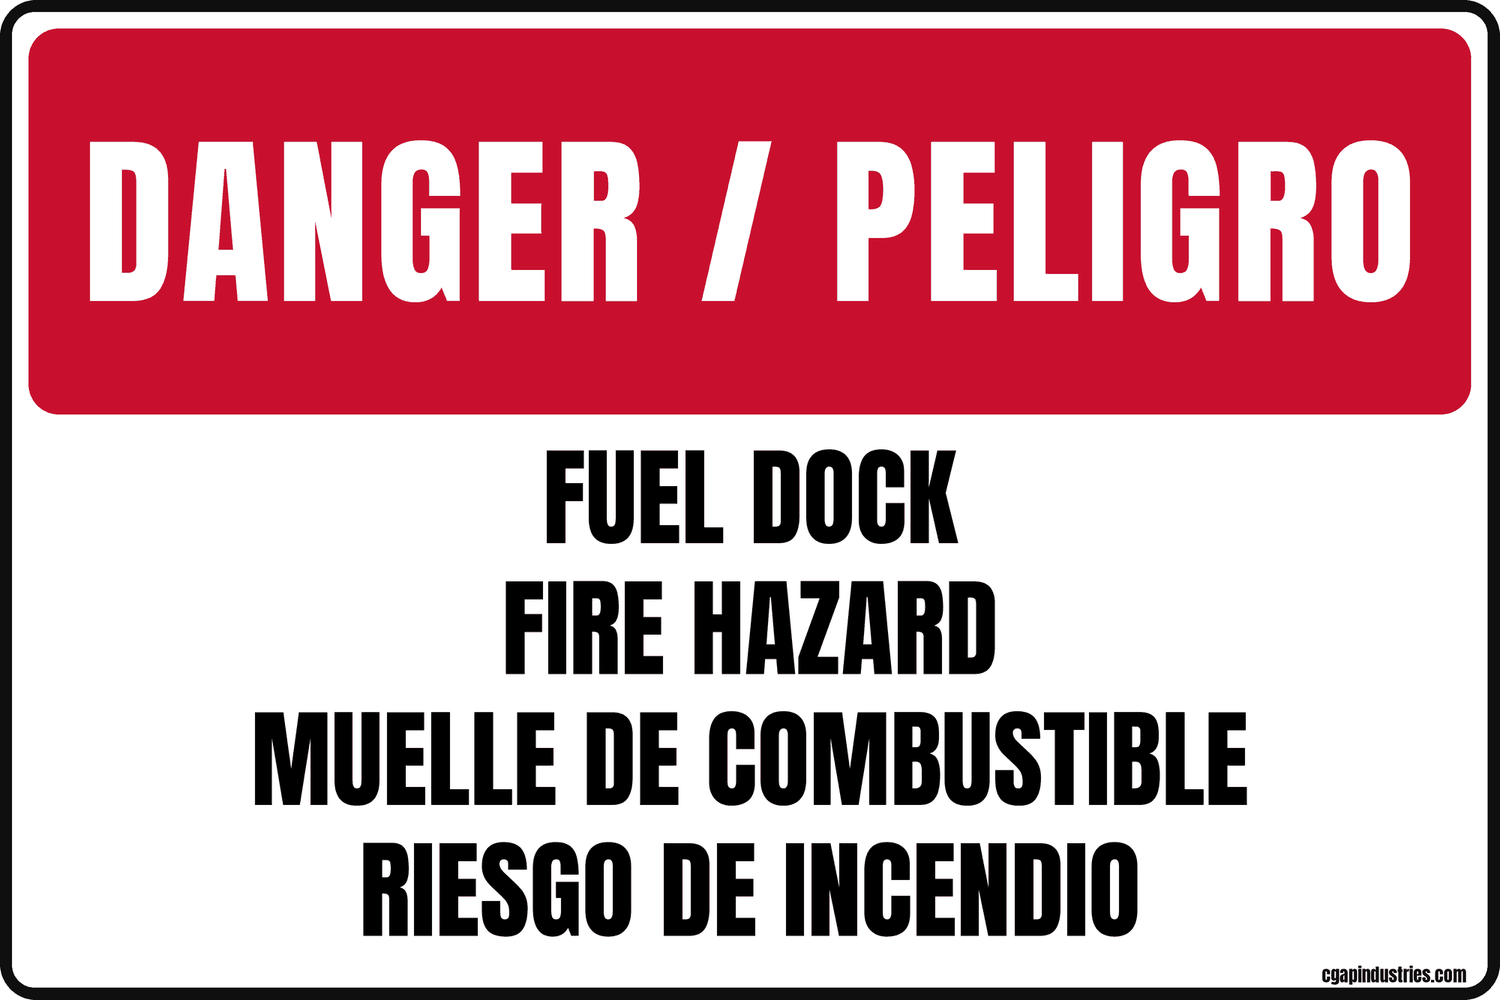 DANGER / PELIGRO
FUEL DOCK
FIRE HAZARD
MUELLE DE COMBUSTIBLE
RIESGO DE INCENDIO
cgapindustries.com